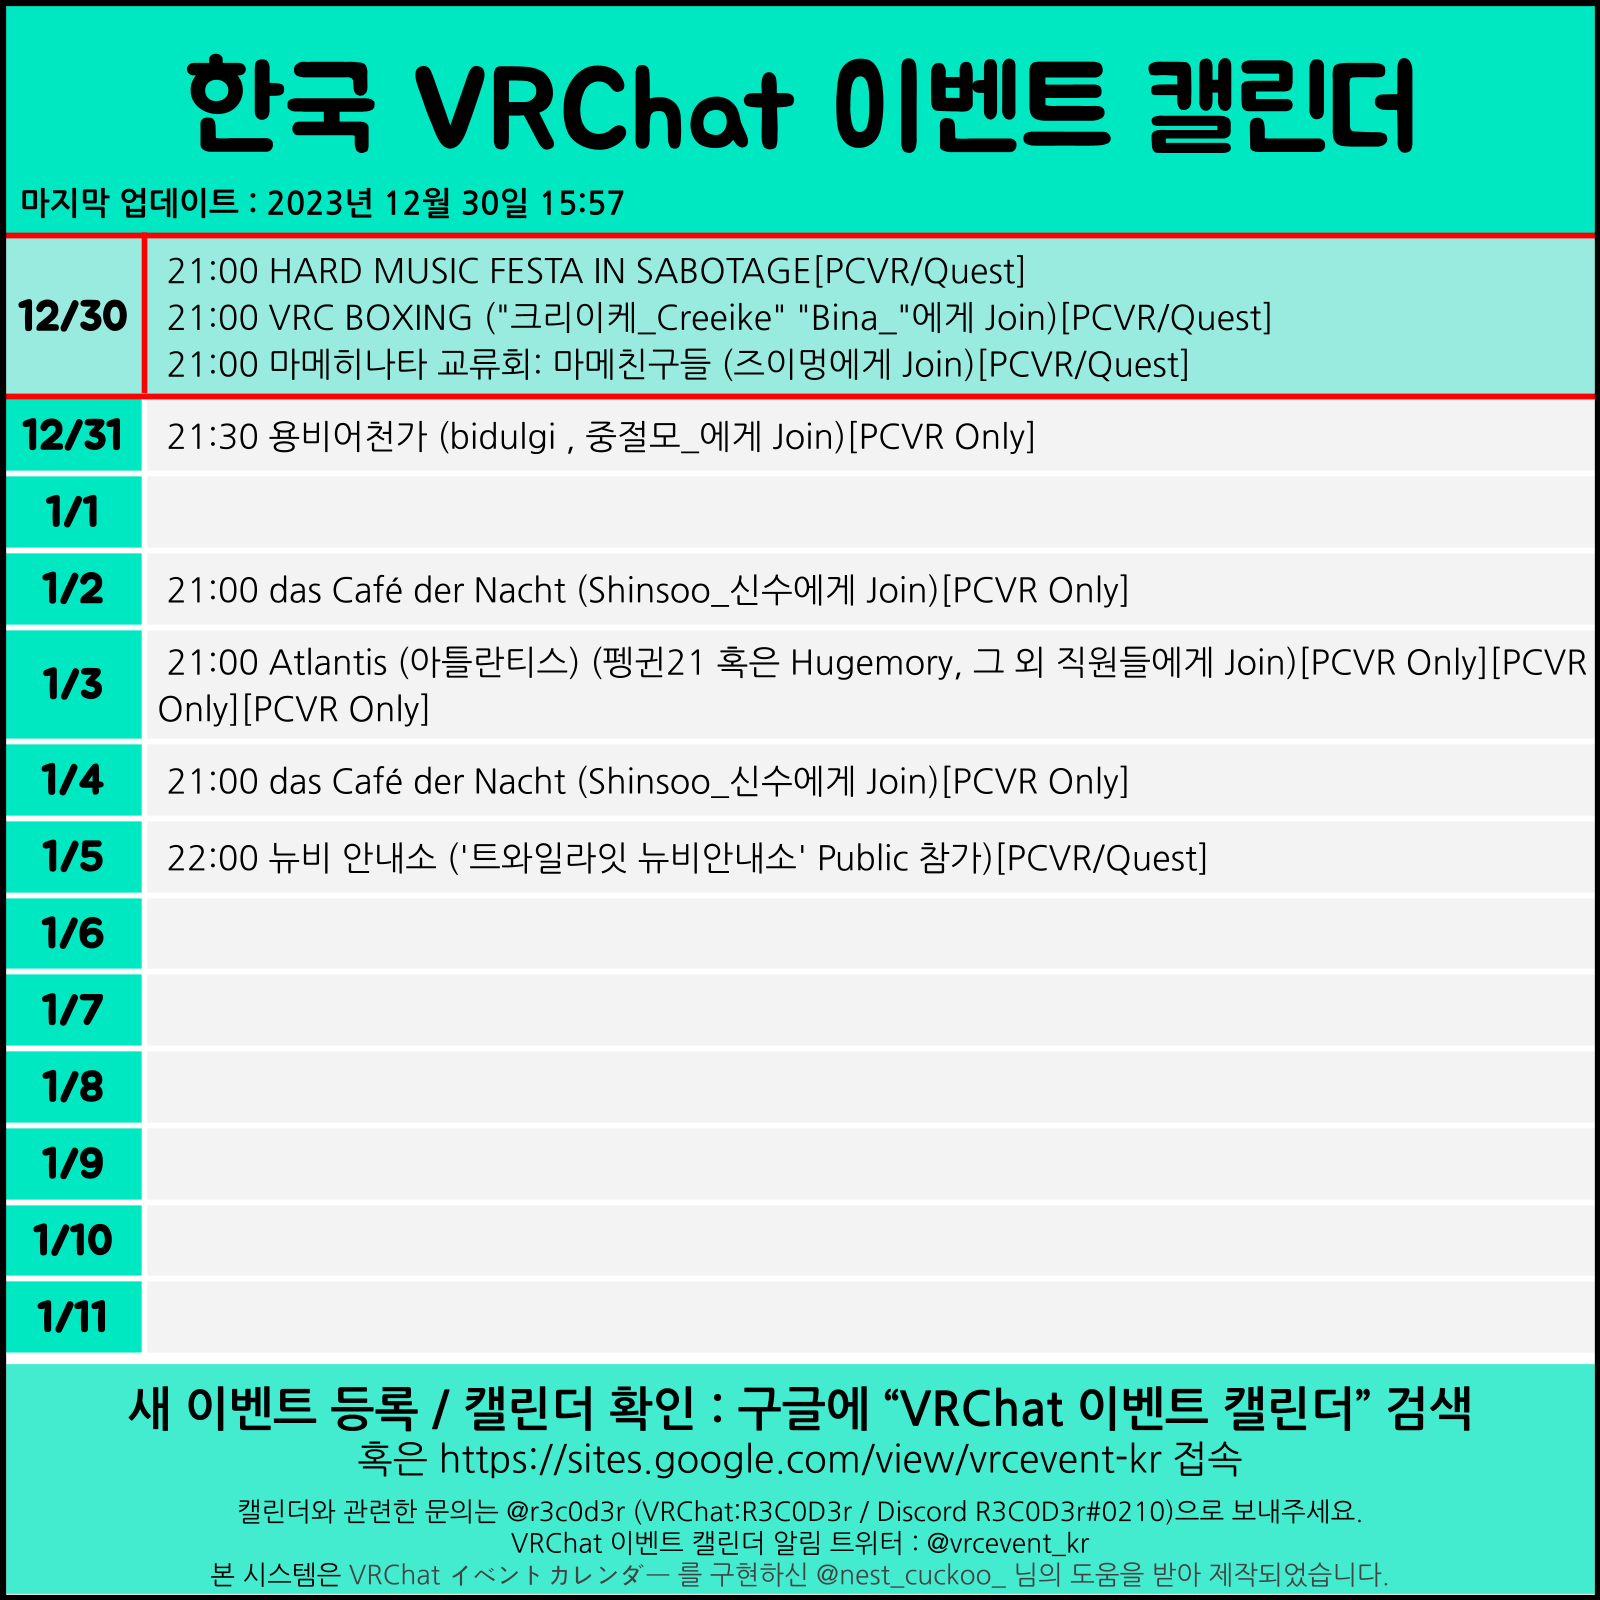 한국 VRChat 이벤트 캘린더
마지막 업데이트 : 2023년 12월 30일 15:57
12/30
21:00 HARD MUSIC FESTA IN SABOTAGE[PCVR/Quest]
21:00 VRC BOXING ("크리이케_Creeike" "Bina_"에게 Join)[PCVR/Quest]
21:00 마메히나타 교류회: 마메친구들 (즈이멍에게 Join)[PCVR/Quest]
12/31
21:30 용비어천가 (bidulgi , 중절모_에게 Join)[PCVR Only]
1/1
1/2
21:00 das Café der Nacht (Shinsoo_신수에게 Join)[PCVR Only]
1/3
21:00 Atlantis (아틀란티스) (펭귄21 혹은 Hugemory, 그 외 직원들에게 Join)[PCVR Only][PCVR
Only][PCVR Only]
1/4
21:00 das Café der Nacht (Shinsoo_신수에게 Join)[PCVR Only]
1/5
22:00 뉴비 안내소 ('트와일라잇 뉴비안내소' Public 참가)[PCVR/Quest]
1/6
1/7
1/8
1/9
1/10
1/11
새 이벤트 등록 / 캘린더 확인 : 구글에 “VRChat 이벤트 캘린더” 검색
혹은 https://sites.google.com/view/vrcevent-kr 접속
캘린더와 관련한 문의는 @r3c0d3r (VRChat:R3C0D3r / Discord R3C0D3r#0210)으로 보내주세요.
VRChat 이벤트 캘린더 알림 트위터 : @vrcevent_kr
본 시스템은 VRChat イベントカレンダー 를 구현하신 @nest_cuckoo_ 님의 도움을 받아 제작되었습니다.